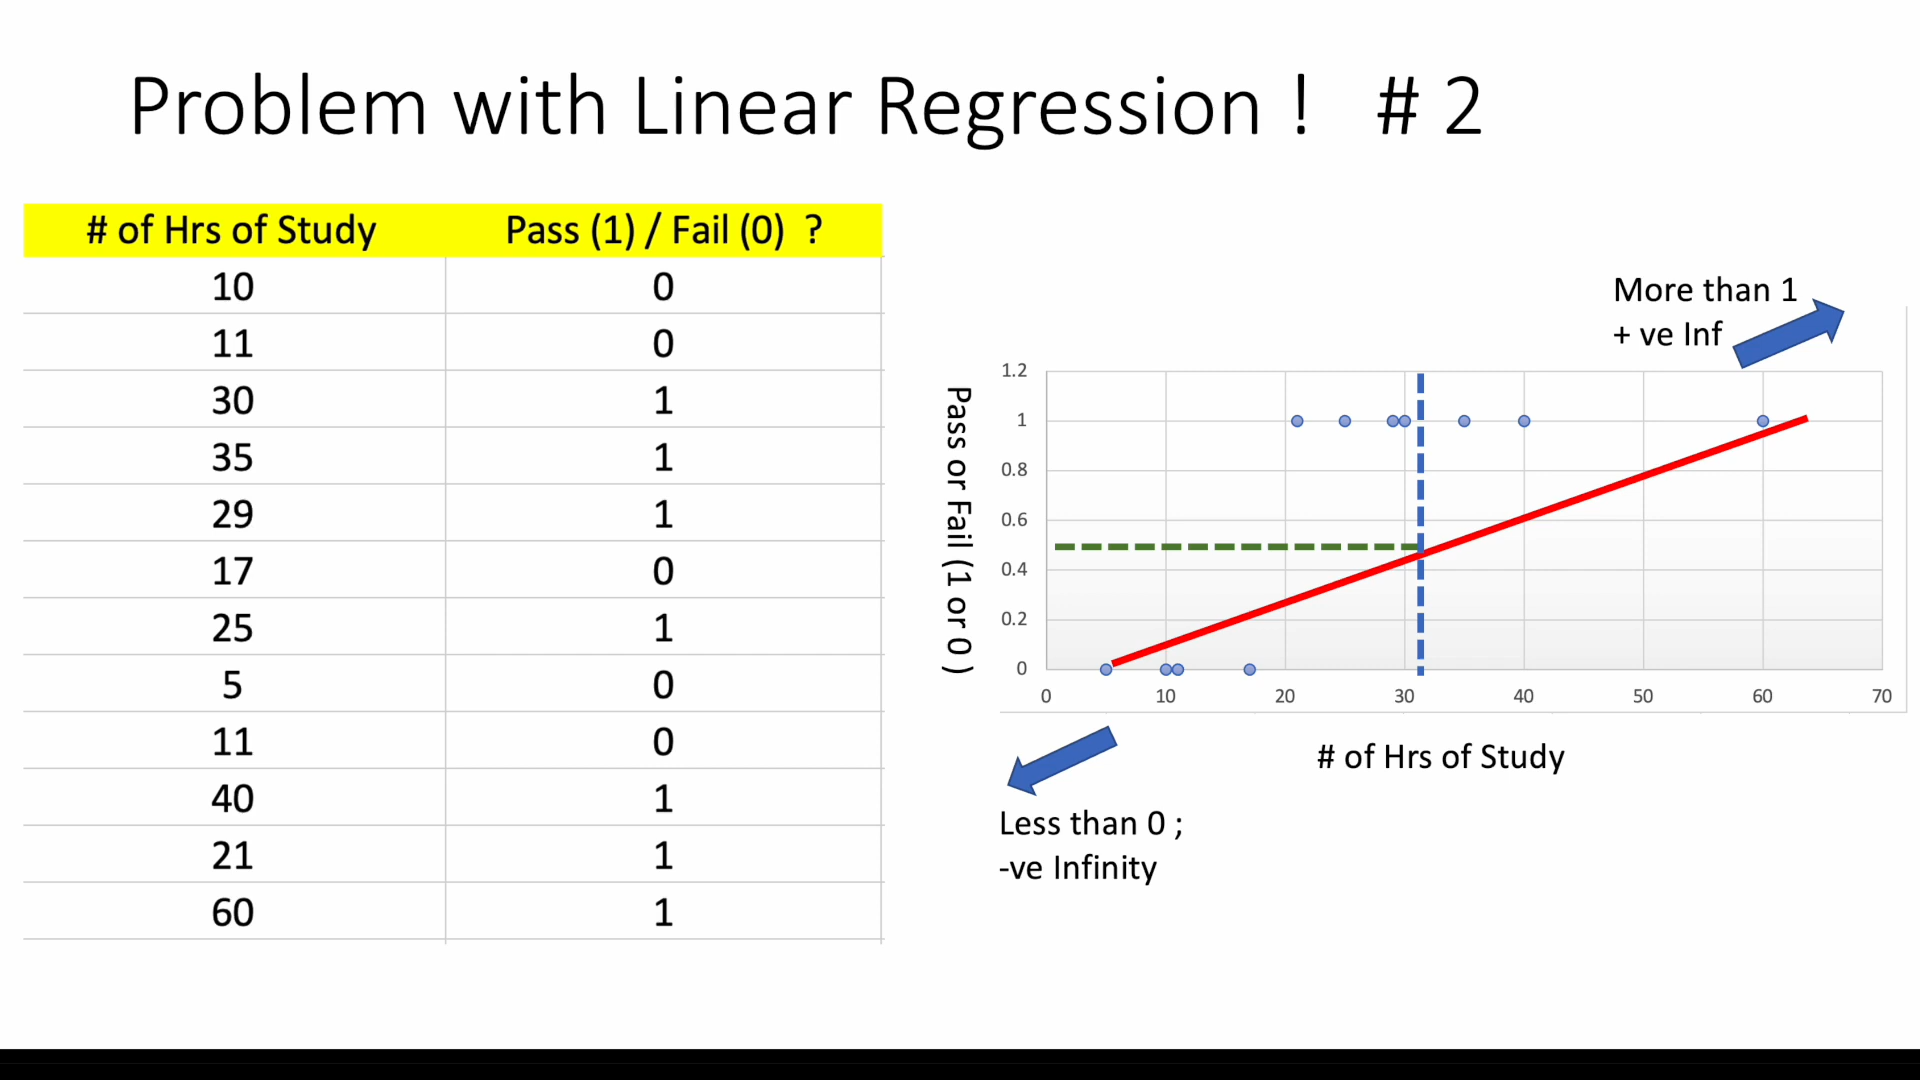 Problem with Linear Regression ! # 2
# of Hrs of Study Pass (1) / Fail (0) ?
10 0
11 0
30 1
35 1
29 1
17 0
25 1
5 0
11 0
40 1
21 1
60 1
More than 1
+ ve Inf
Pass or Fail (1 or 0 )
1.2
1
0.8
0.6
0.4
0.2
0
0 10 20 30 40 50 60 70
# of Hrs of Study
Less than 0 ;
-ve Infinity